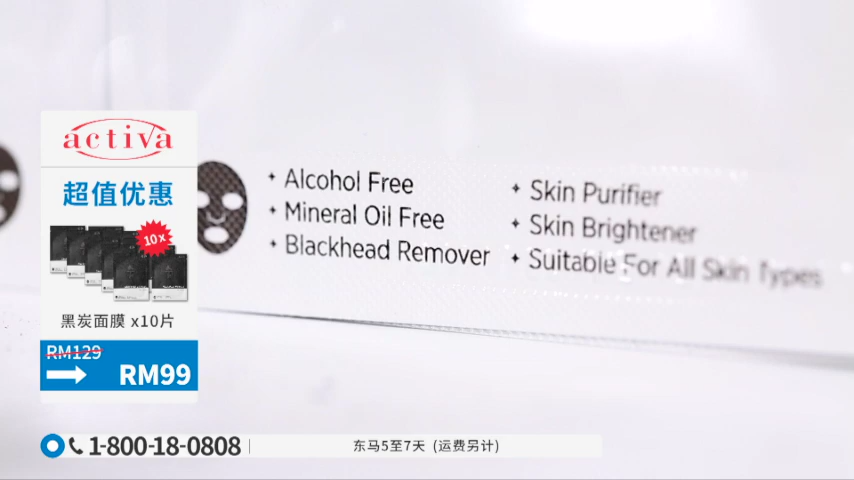 activa
超值优惠
10x
黑炭面膜 x10片
RM129
RM99
Alcohol Free
Mineral Oil Free
Blackhead Remover
Skin Purifier
Skin Brightener
Suitable For All Skin Types
1-800-18-0808
东马5至7天 (运费另计)